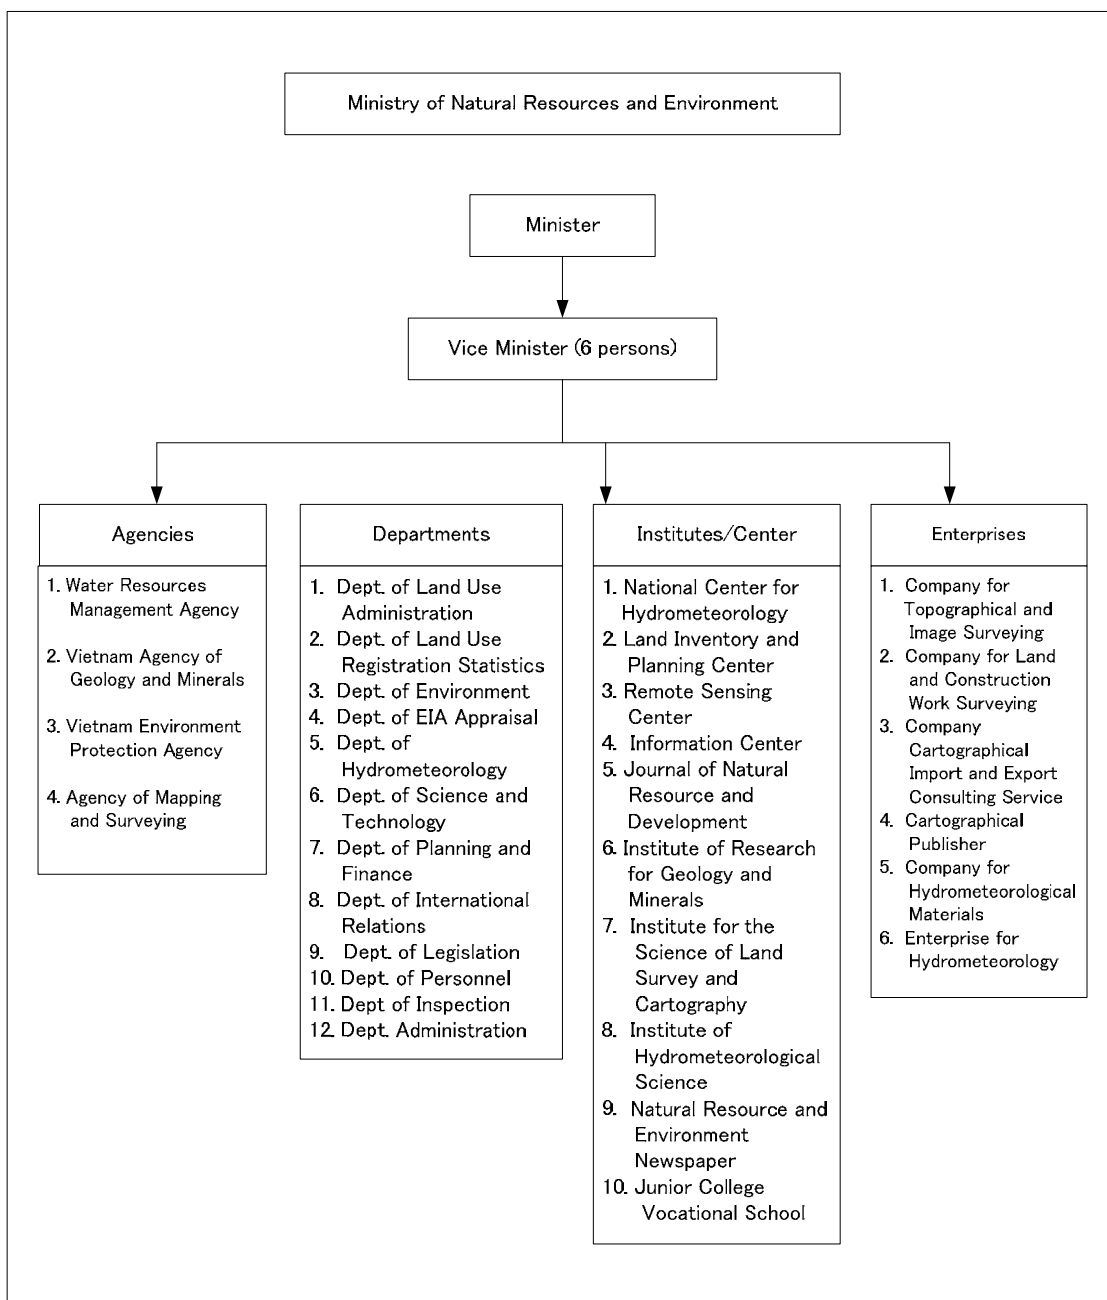 Ministry of Natural Resources and Environment
Minister
Vice Minister (6 persons)
Agencies
1. Water Resources
Management Agency
2. Vietnam Agency of
Geology and Minerals
3. Vietnam Environment
Protection Agency
4. Agency of Mapping
and Surveying
Departments
1. Dept. of Land Use
Administration
2. Dept. of Land Use
Registration Statistics
3. Dept. of Environment
4. Dept. of EIA Appraisal
5. Dept. of
Hydrometeorology
6. Dept. of Science and
Technology
7. Dept. of Planning and
Finance
8. Dept. of International
Relations
9. Dept. of Legislation
10. Dept. of Personnel
11. Dept of Inspection
12. Dept. Administration
Institutes/Center
1. National Center for
Hydrometeorology
2. Land Inventory and
Planning Center
3. Remote Sensing
Center
4. Information Center
5. Journal of Natural
Resource and
Development
6. Institute of Research
for Geology and
Minerals
7. Institute for the
Science of Land
Survey and
Cartography
8. Institute of
Hydrometeorological
Science
9. Natural Resource and
Environment
Newspaper
10. Junior College
Vocational School
Enterprises
1. Company for
Topographical and
Image Surveying
2. Company for Land
and Construction
Work Surveying
3. Company
Cartographical
Import and Export
Consulting Service
4. Cartographical
Publisher
5. Company for
Hydrometeorological
Materials
6. Enterprise for
Hydrometeorology